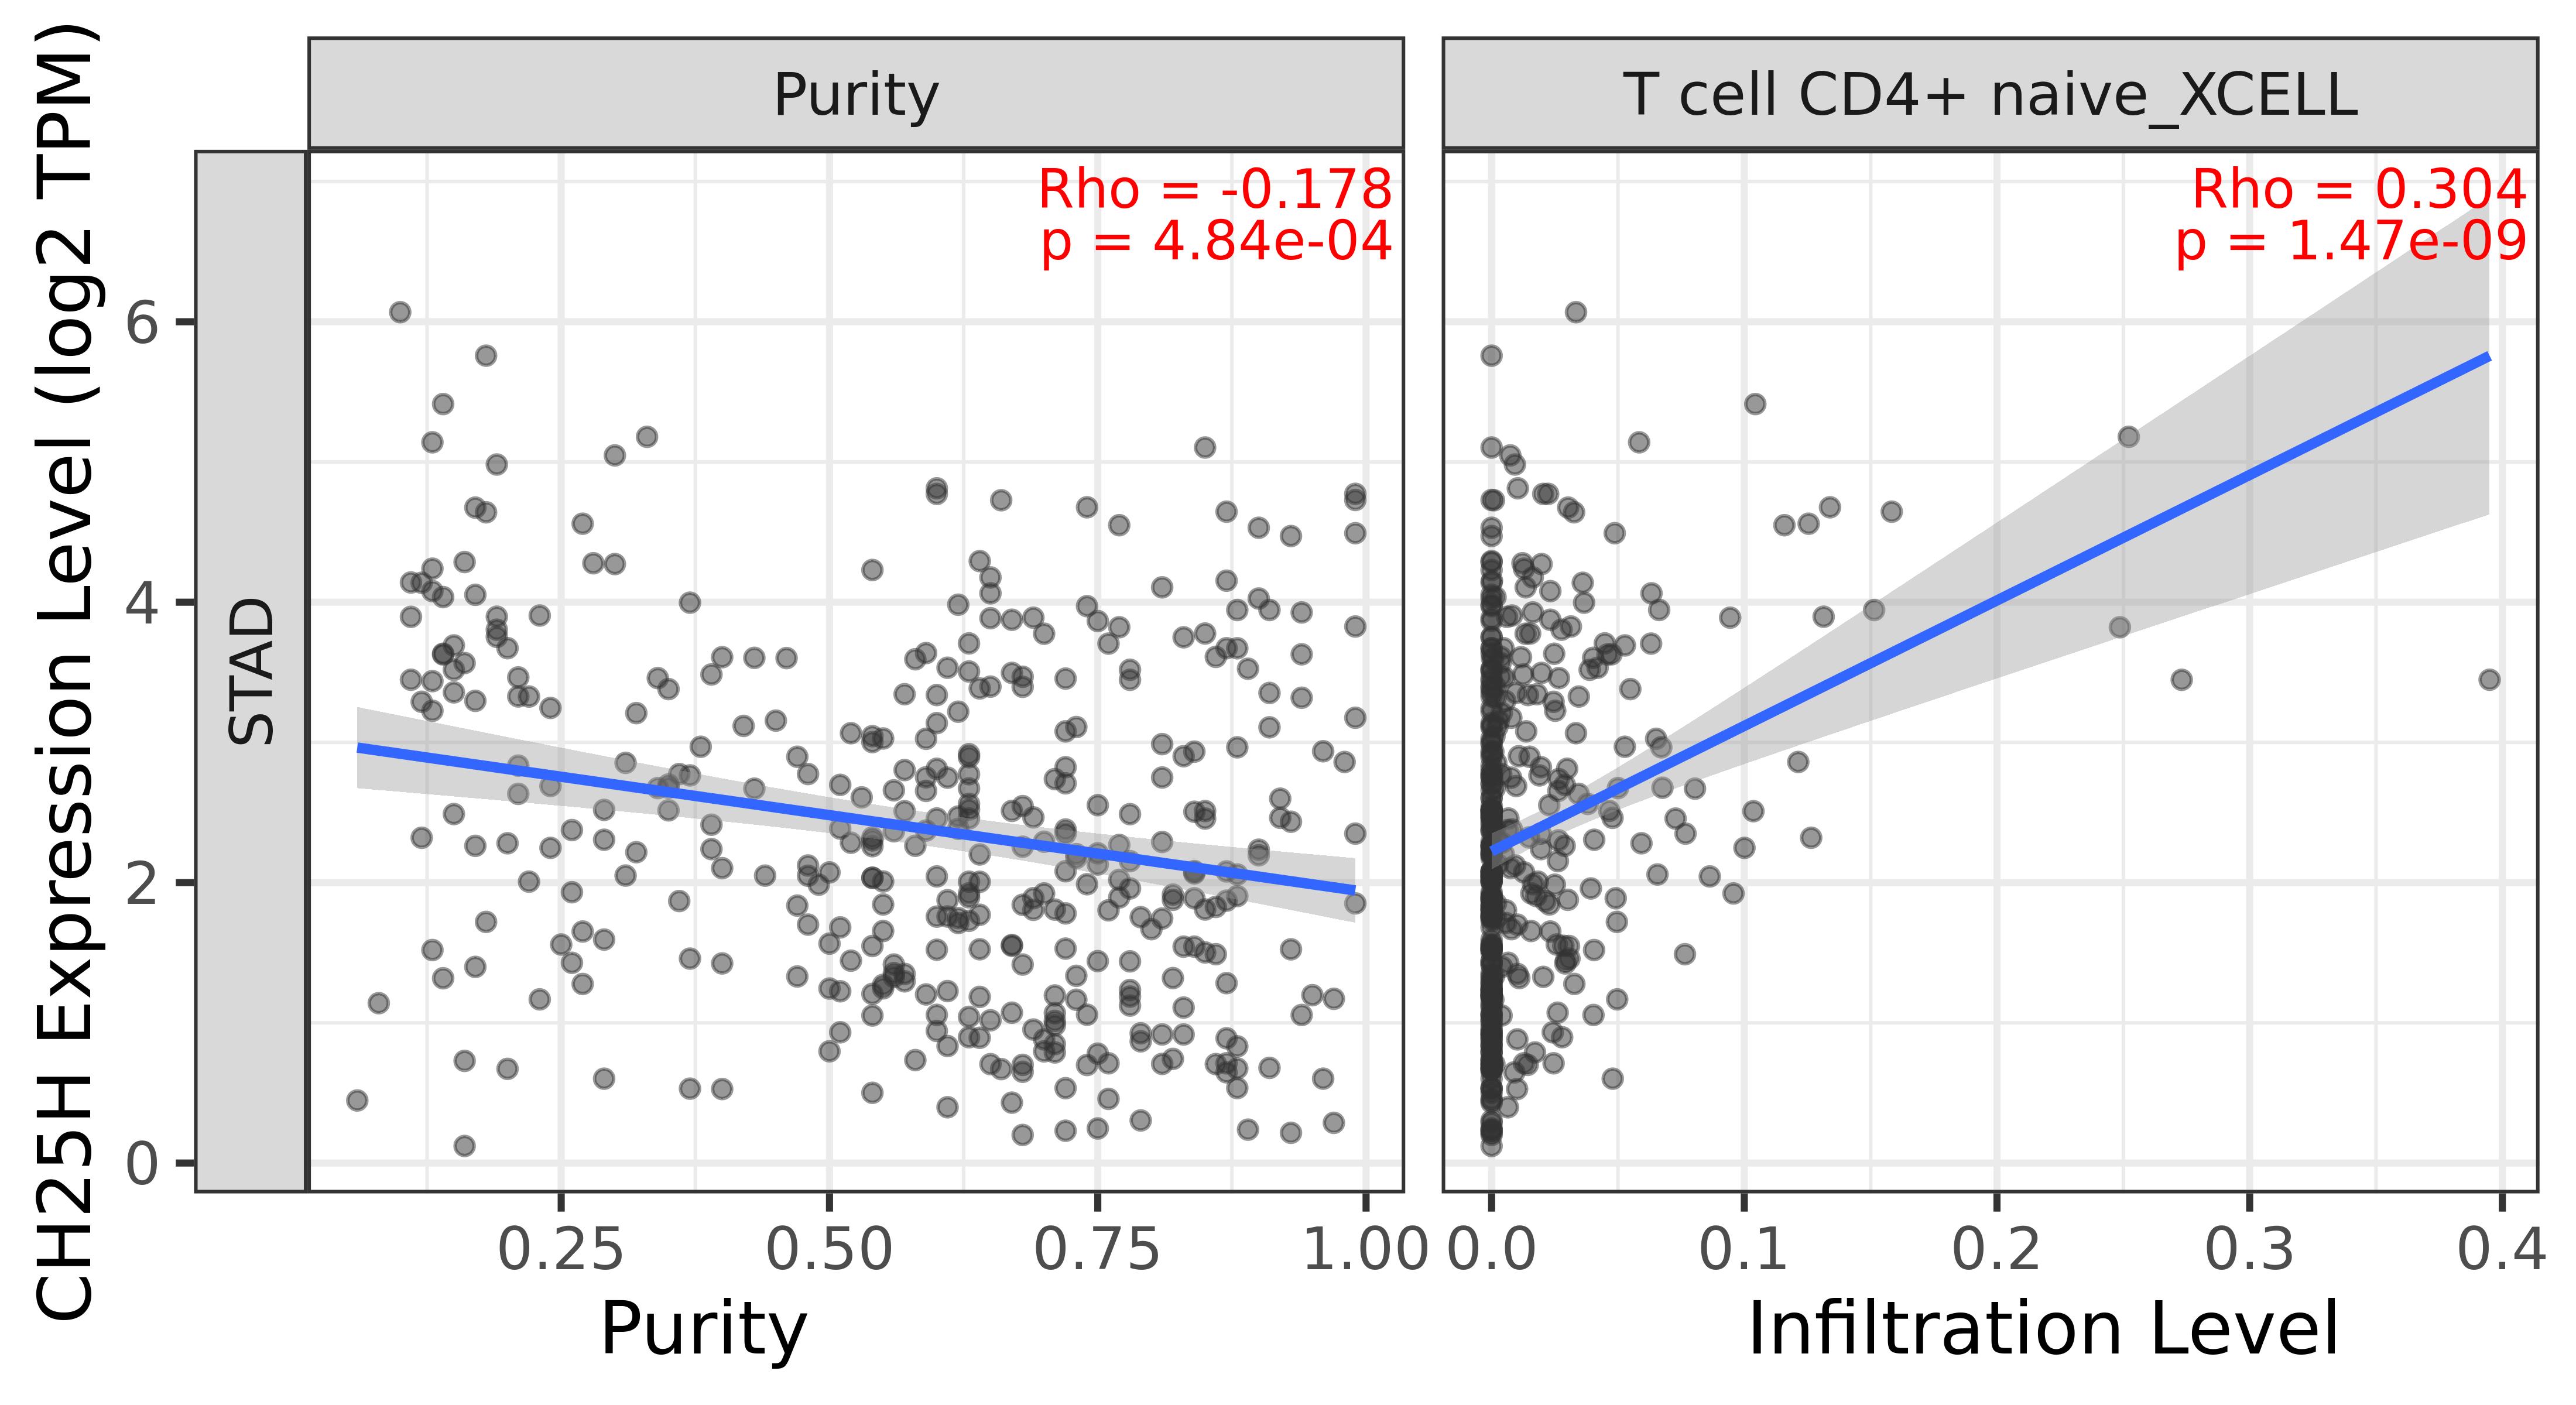 CH25H Expression Level (log2 TPM)
STAD
Purity
T cell CD4+ naive_XCELL
Rho = -0.178
p = 4.84e-04
Rho = 0.304
p = 1.47e-09
6
4
2
0
0.25 0.50 0.75 1.00
0.0 0.1 0.2 0.3 0.4
Purity
Infiltration Level